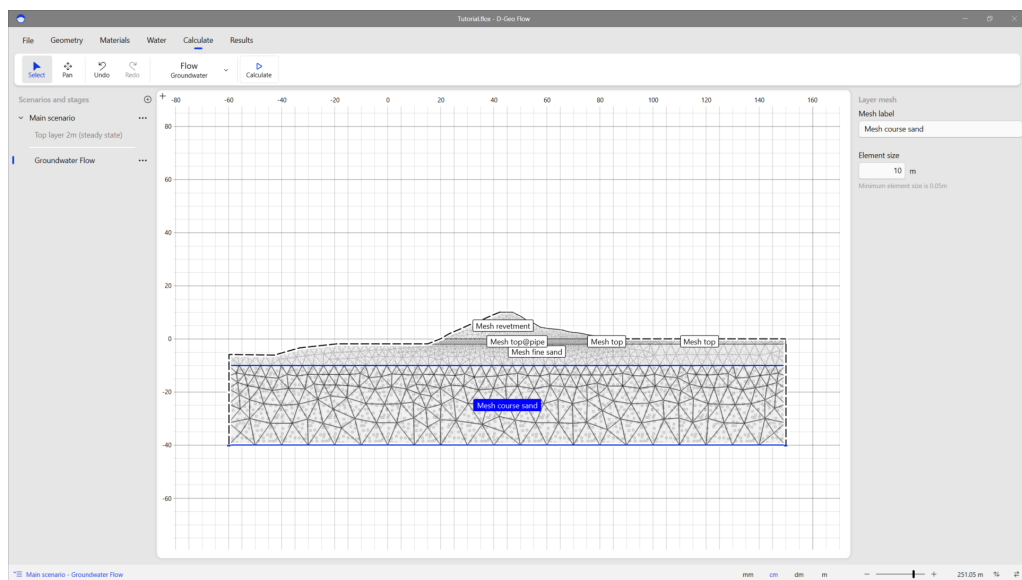 Tutorial.flox - D-Geo Flow
File Geometry Materials Water Calculate Results
Select Pan Undo Redo Flow Groundwater Calculate
Scenarios and stages
Main scenario
Top layer 2m (steady state)
Groundwater Flow
-80 -60 -40 -20 0 20 40 60 80 100 120 140 160
80
60
40
20
0
-20
-40
-60
Mesh revetment
Mesh top@pipe Mesh top Mesh top
Mesh fine sand
Mesh course sand
Layer mesh
Mesh label
Mesh course sand
Element size
10 m
Minimum element size is 0.05m
Main scenario - Groundwater Flow mm cm dm m 251.05 m %